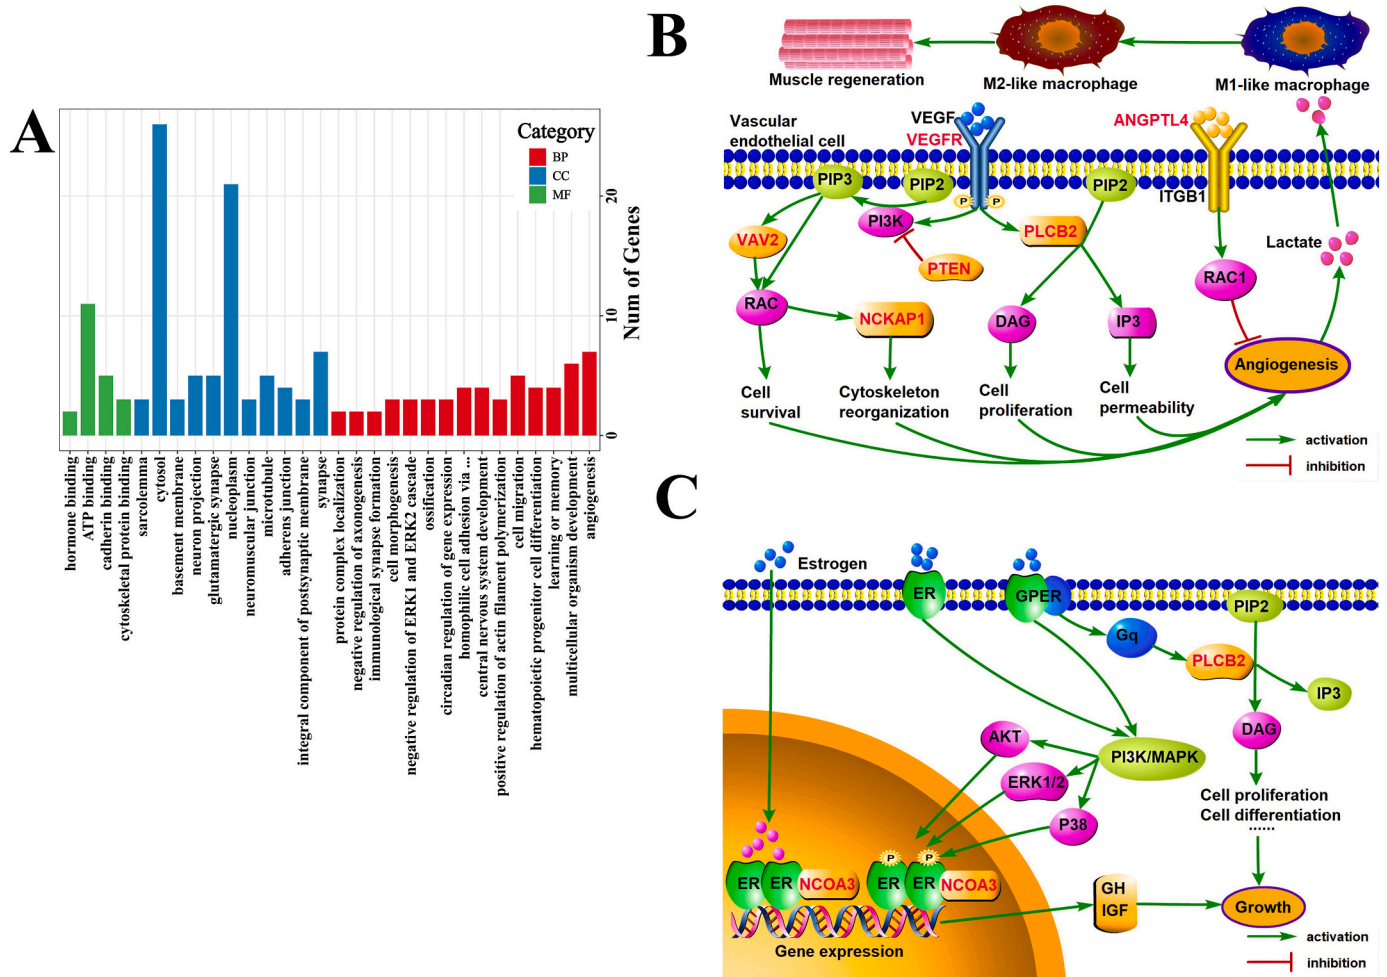 A
Category
BP
CC
MF
20
10
0
Num of Genes
hormone binding
ATP binding
cadherin binding
cytoskeletal protein binding
sarcolemma
cytosol
basement membrane
neuron projection
glutamatergic synapse
nucleoplasm
neuromuscular junction
microtubule
adherens junction
integral component of postsynaptic membrane
synapse
protein complex localization
negative regulation of axonogenesis
immunological synapse formation
cell morphogenesis
negative regulation of ERK1 and ERK2 cascade
ossification
circadian regulation of gene expression
homophilic cell adhesion via ...
central nervous system development
positive regulation of actin filament polymerization
cell migration
hematopoietic progenitor cell differentiation
learning or memory
multicellular organism development
angiogenesis
B
Muscle regeneration
M2-like macrophage
M1-like macrophage
Vascular
endothelial cell
VEGF
VEGFR
ANGPTL4
PIP3
PIP2
PIP2
ITGB1
P
P
PI3K
VAV2
PLCB2
PTEN
Lactate
RAC1
RAC
NCKAP1
DAG
IP3
Angiogenesis
Cell
survival
Cytoskeleton
reorganization
Cell
proliferation
Cell
permeability
activation
inhibition
C
Estrogen
ER
GPER
PIP2
Gq
PLCB2
IP3
DAG
AKT
PI3K/MAPK
ERK1/2
P38
Cell proliferation
Cell differentiation
......
P
P
ER
ER
NCOA3
ER
ER
NCOA3
GH
IGF
Growth
Gene expression
activation
inhibition